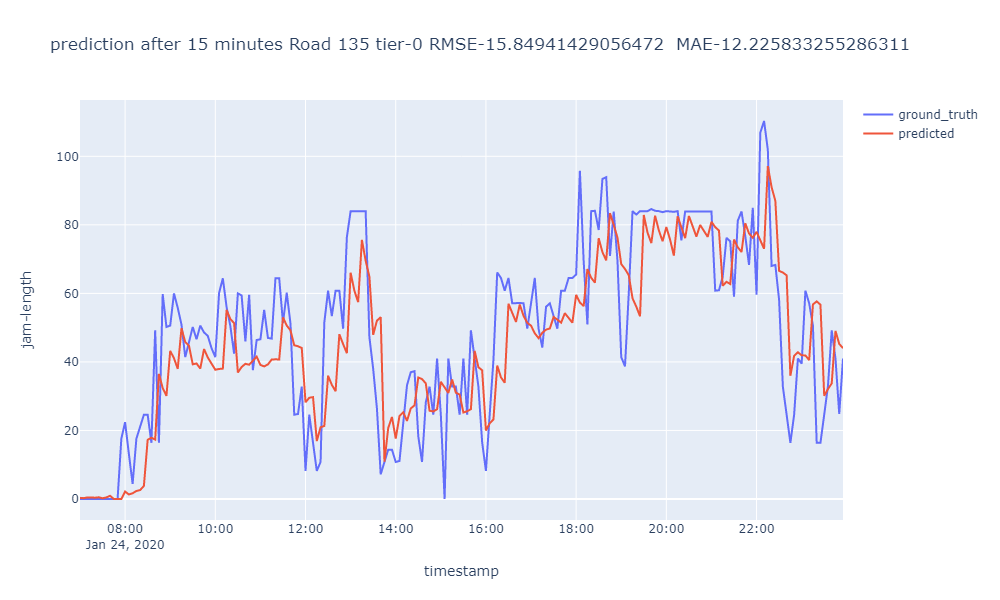 prediction after 15 minutes Road 135 tier-0 RMSE-15.84941429056472  MAE-12.225833255286311
ground_truth
predicted
jam-length
100
80
60
40
20
0
08:00 10:00 12:00 14:00 16:00 18:00 20:00 22:00
Jan 24, 2020
timestamp